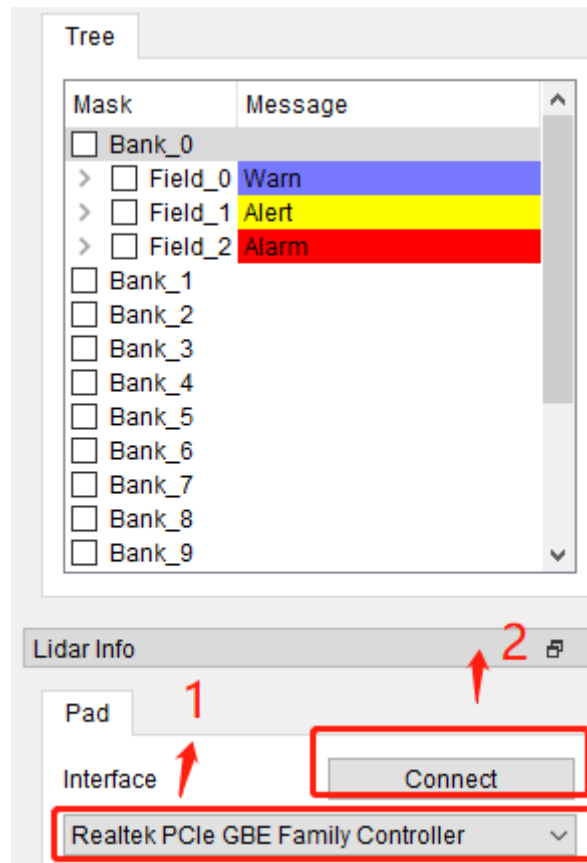 Tree
Mask Message
Bank_0
Field_0 Warn
Field_1 Alert
Field_2 Alarm
Bank_1
Bank_2
Bank_3
Bank_4
Bank_5
Bank_6
Bank_7
Bank_8
Bank_9
Lidar Info 2
Pad 1
Interface Connect
Realtek PCIe GBE Family Controller